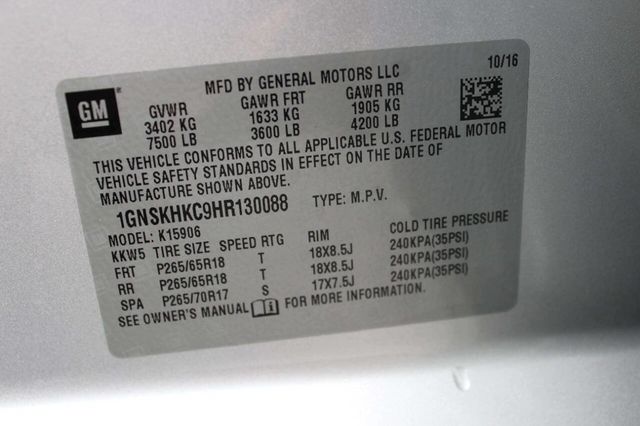 MFD BY GENERAL MOTORS LLC 10/16
GM
GVWR GAWR FRT GAWR RR
3402 KG 1633 KG 1905 KG
7500 LB 3600 LB 4200 LB
THIS VEHICLE CONFORMS TO ALL APPLICABLE U.S. FEDERAL MOTOR
VEHICLE SAFETY STANDARDS IN EFFECT ON THE DATE OF
MANUFACTURE SHOWN ABOVE.
1GNSKHKC9HR130088 TYPE: M.P.V.
MODEL: K15906
KKW5 TIRE SIZE SPEED RTG RIM COLD TIRE PRESSURE
FRT P265/65R18 T 18X8.5J 240KPA(35PSI)
RR P265/65R18 T 18X8.5J 240KPA(35PSI)
SPA P265/70R17 S 17X7.5J 240KPA(35PSI)
SEE OWNER'S MANUAL FOR MORE INFORMATION.